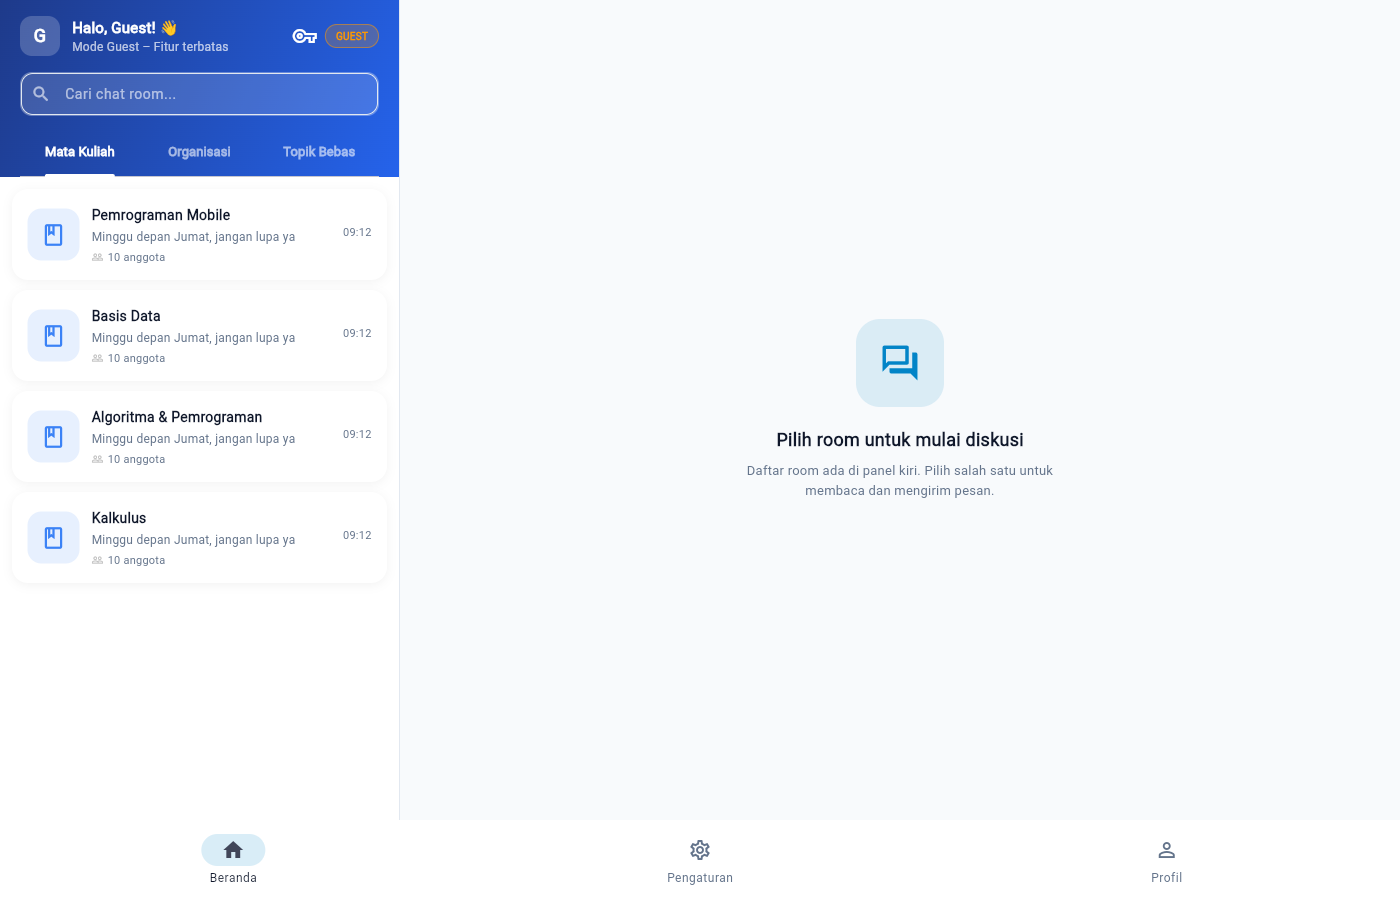 G
Halo, Guest! 👋
Mode Guest – Fitur terbatas
GUEST
Cari chat room...
Mata Kuliah
Organisasi
Topik Bebas
Pemrograman Mobile
Minggu depan Jumat, jangan lupa ya
09:12
10 anggota
Basis Data
Minggu depan Jumat, jangan lupa ya
09:12
10 anggota
Algoritma & Pemrograman
Minggu depan Jumat, jangan lupa ya
09:12
10 anggota
Kalkulus
Minggu depan Jumat, jangan lupa ya
09:12
10 anggota
Pilih room untuk mulai diskusi
Daftar room ada di panel kiri. Pilih salah satu untuk
membaca dan mengirim pesan.
Beranda
Pengaturan
Profil